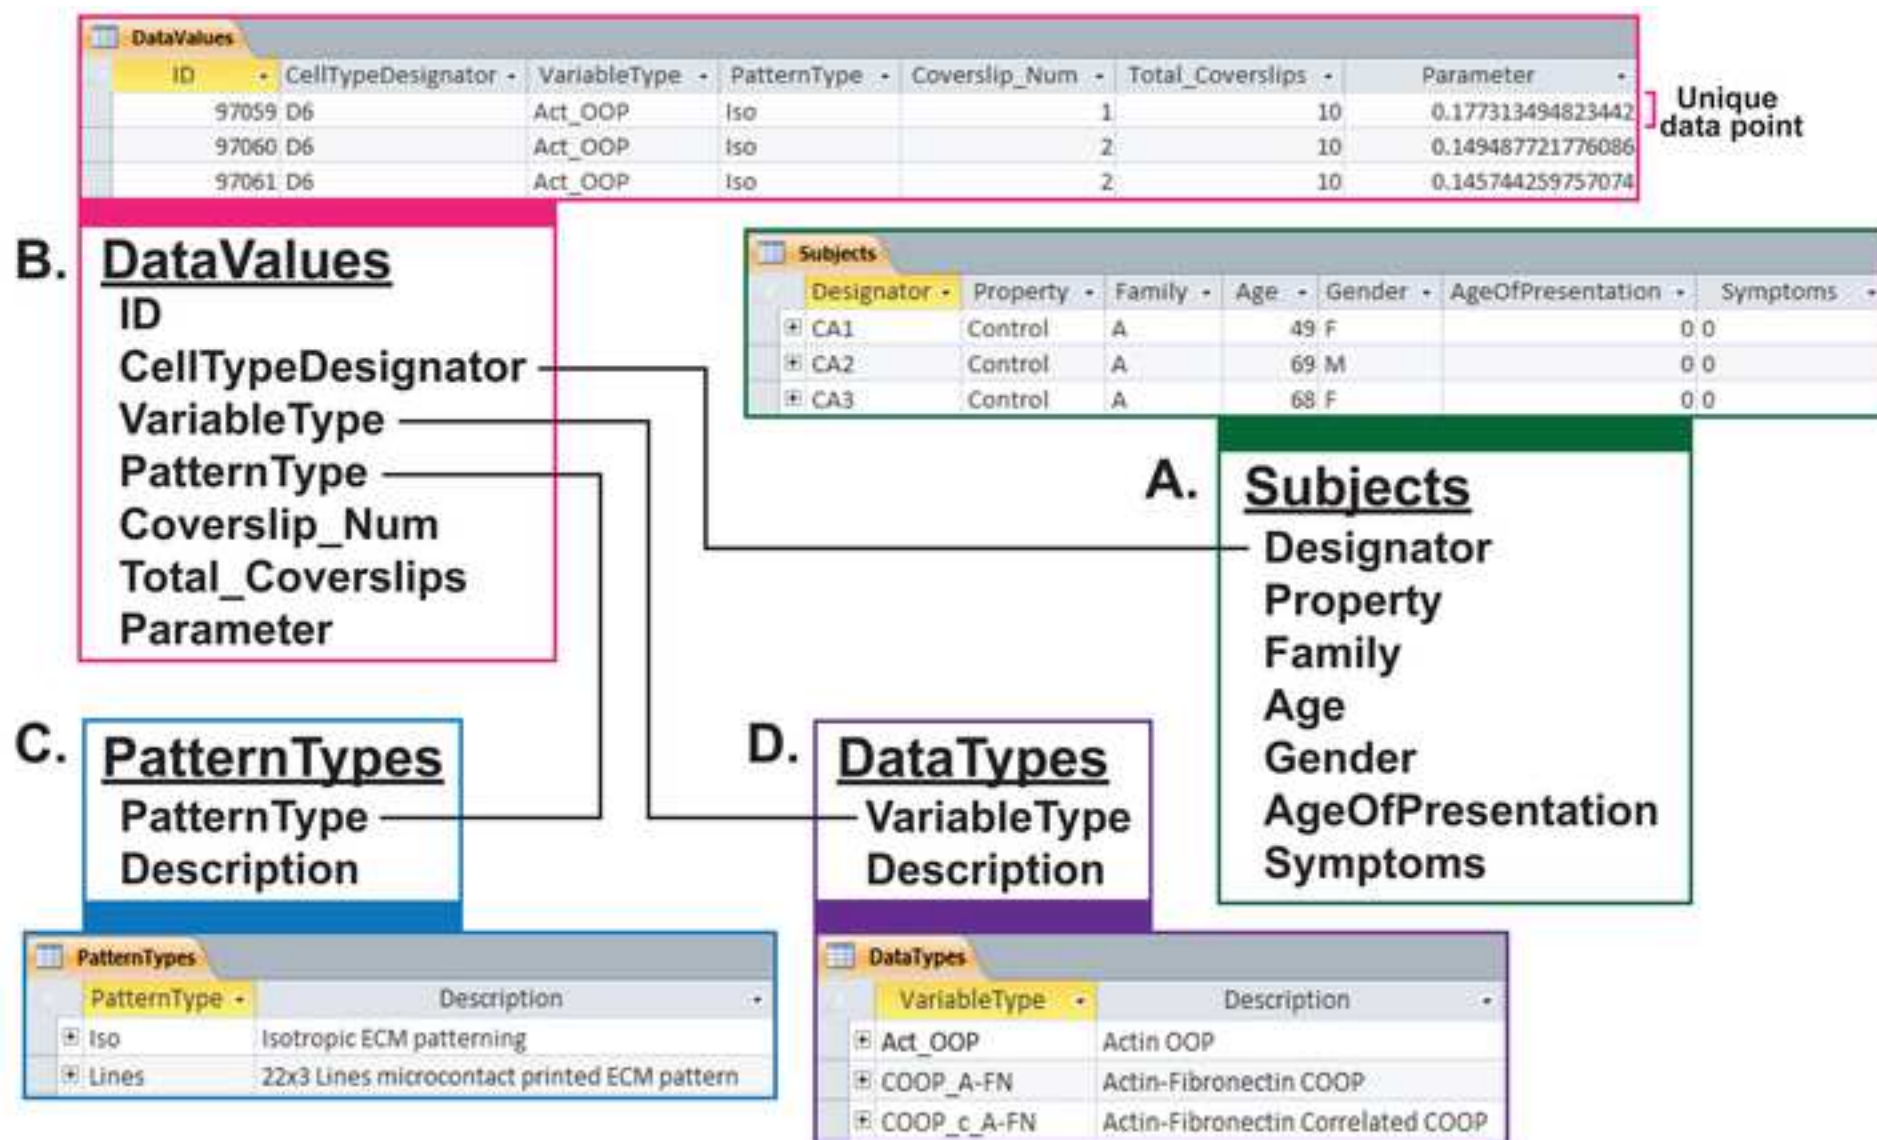 DataValues
ID CellTypeDesignator VariableType PatternType Coverslip_Num Total_Coverslips Parameter
97059 D6 Act_OOP Iso 1 10 0.177313494823442
97060 D6 Act_OOP Iso 2 10 0.149487721776086
97061 D6 Act_OOP Iso 2 10 0.145744259757074
Unique
data point
B. DataValues
ID
CellTypeDesignator
VariableType
PatternType
Coverslip_Num
Total_Coverslips
Parameter
Subjects
Designator Property Family Age Gender AgeOfPresentation Symptoms
CA1 Control A 49 F 0 0
CA2 Control A 69 M 0 0
CA3 Control A 68 F 0 0
A. Subjects
Designator
Property
Family
Age
Gender
AgeOfPresentation
Symptoms
C. PatternTypes
PatternType
Description
PatternTypes
PatternType Description
Iso Isotropic ECM patterning
Lines 22x3 Lines microcontact printed ECM pattern
D. DataTypes
VariableType
Description
DataTypes
VariableType Description
Act_OOP Actin OOP
COOP_A-FN Actin-Fibronectin COOP
COOP_c_A-FN Actin-Fibronectin Correlated COOP